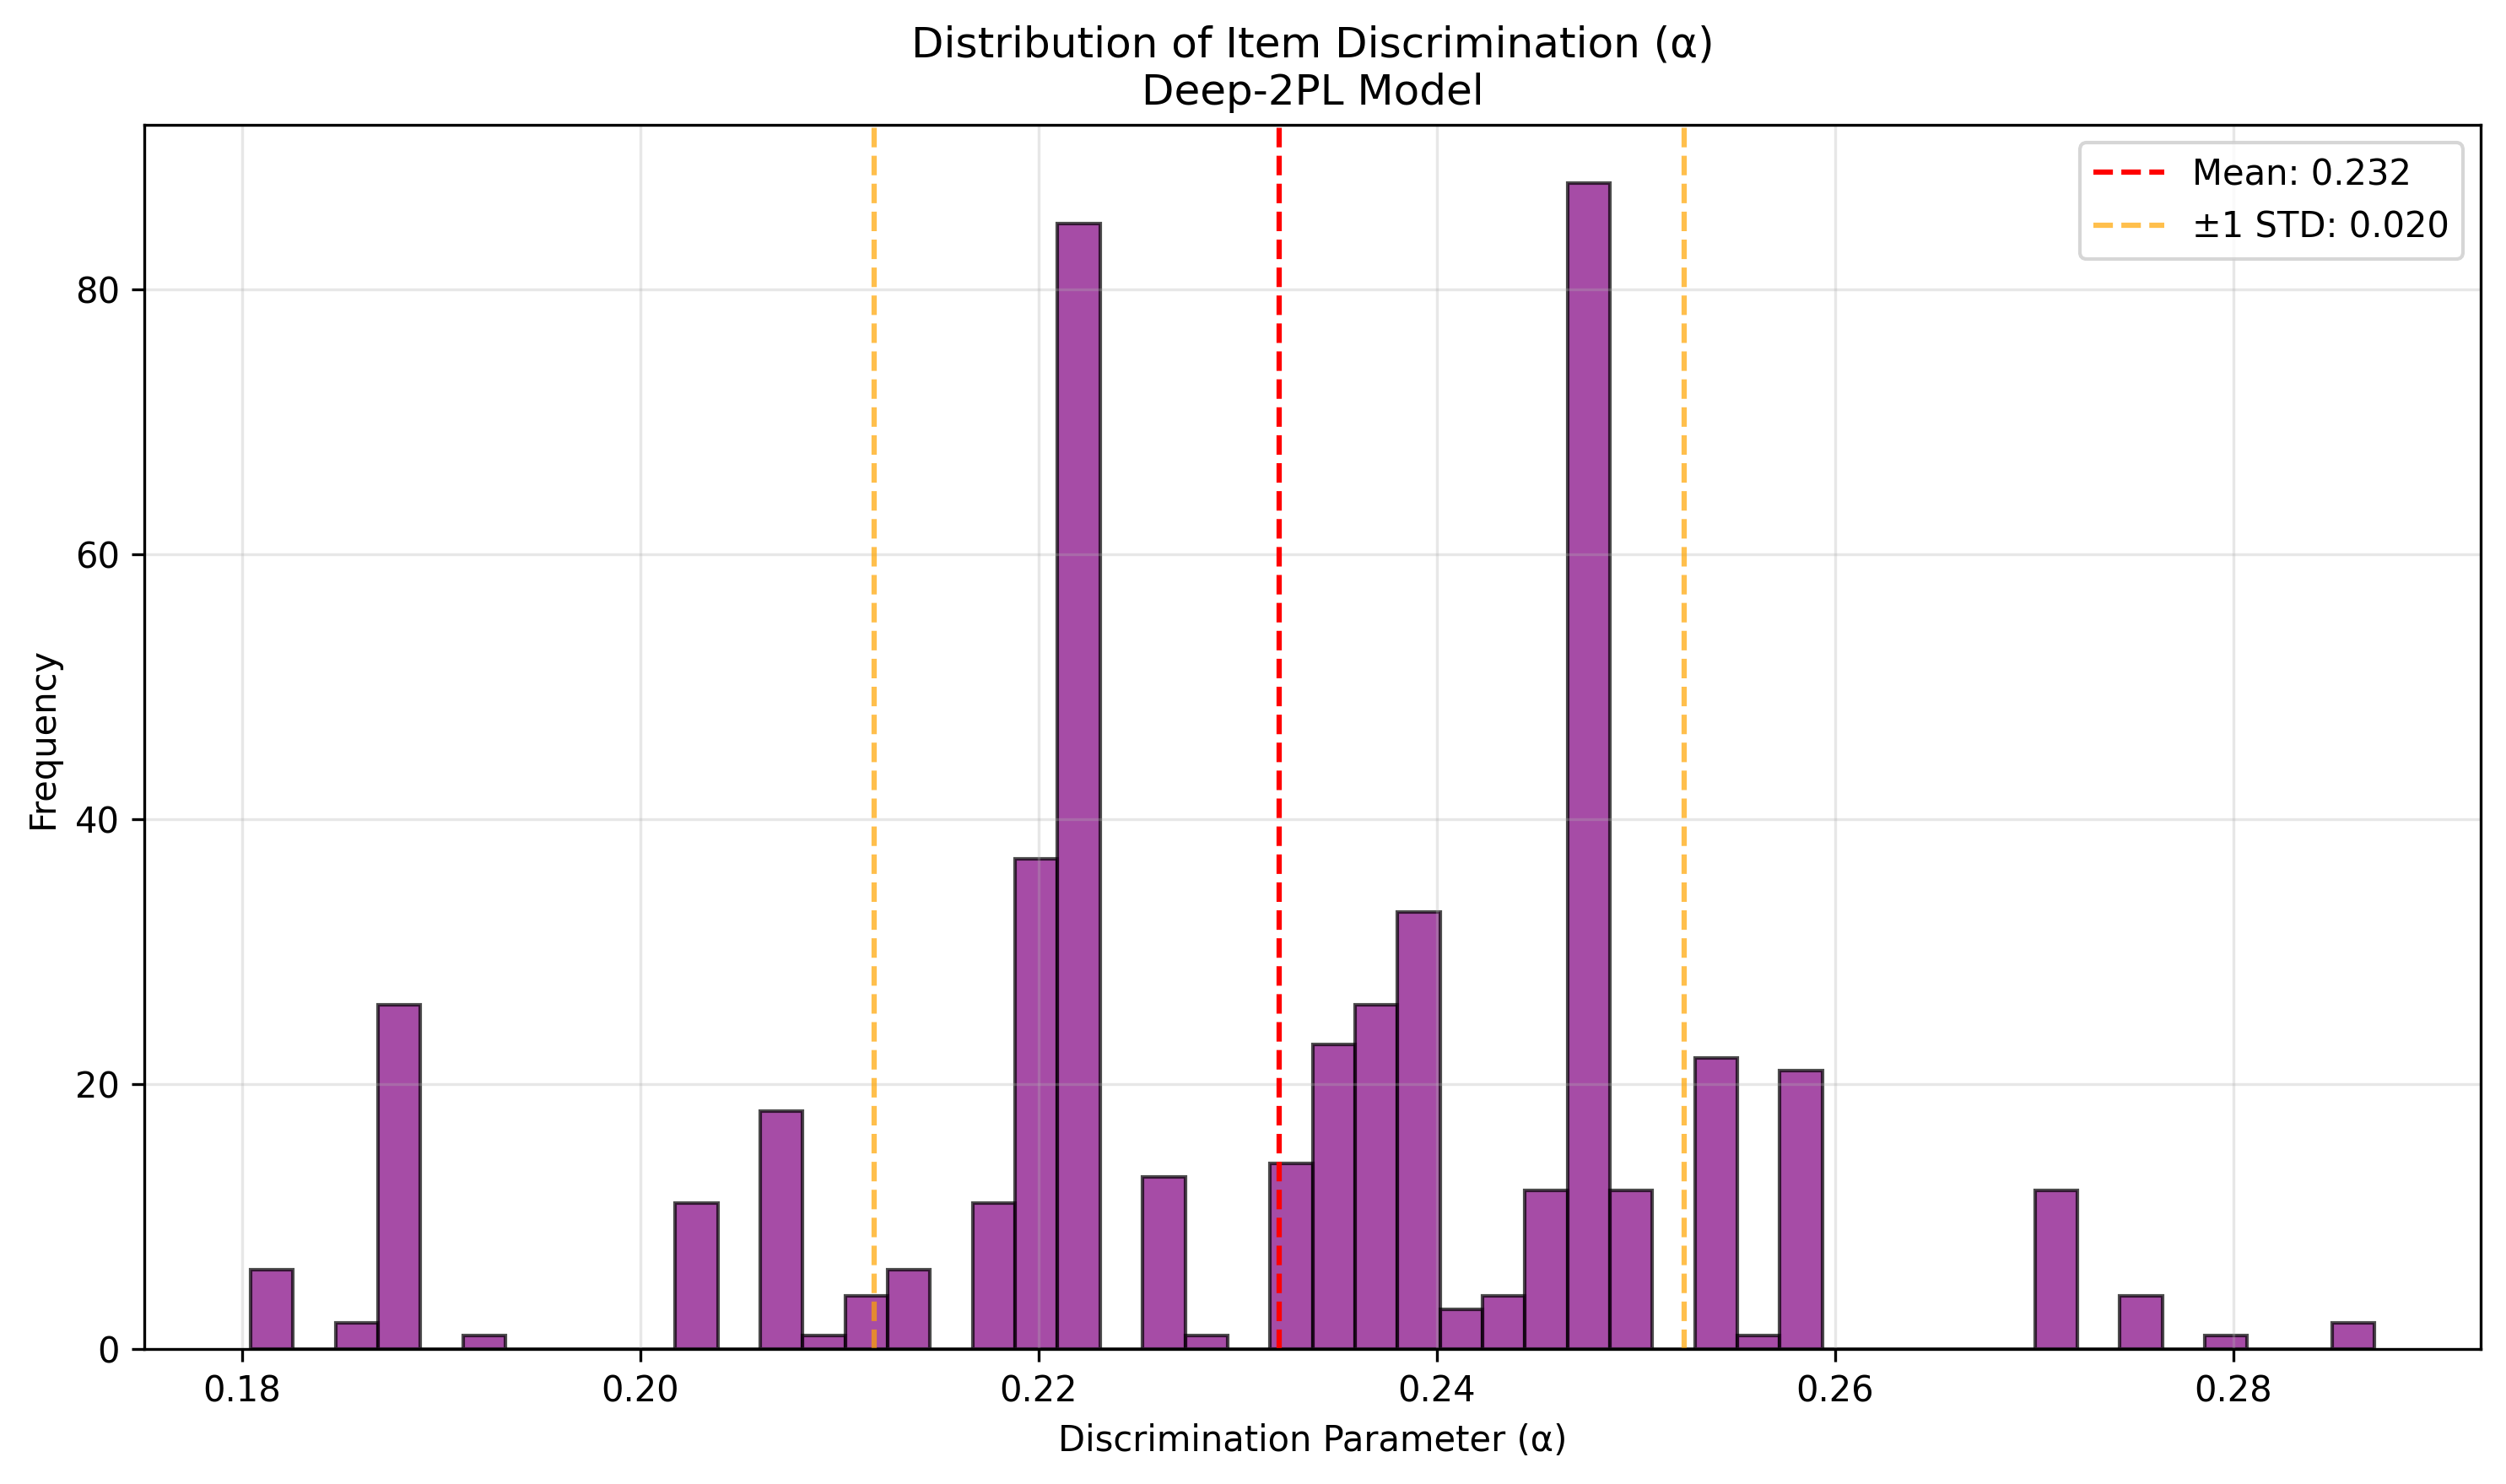 Distribution of Item Discrimination (α)
Deep-2PL Model
Mean: 0.232
±1 STD: 0.020
Frequency
80
60
40
20
0
0.18
0.20
0.22
0.24
0.26
0.28
Discrimination Parameter (α)